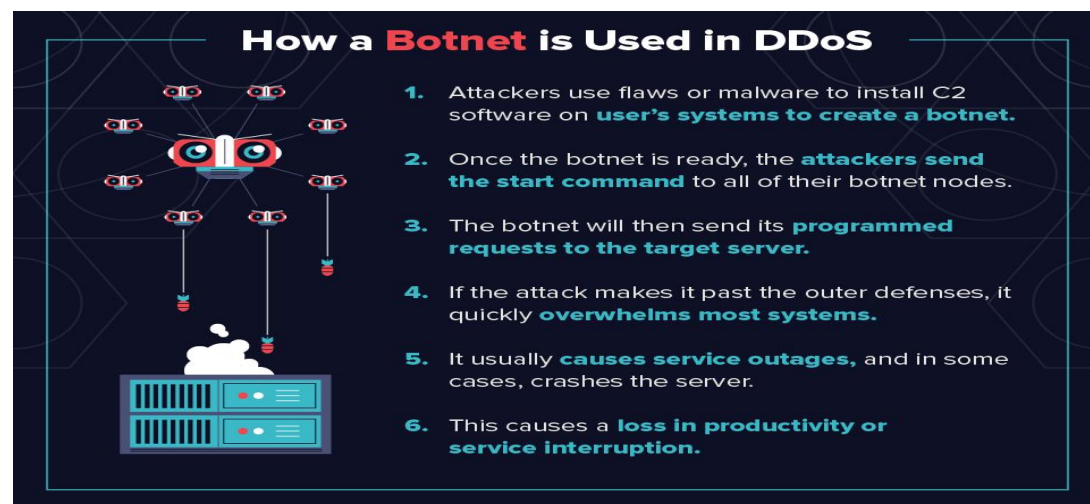 How a Botnet is Used in DDoS
1. Attackers use flaws or malware to install C2
software on user's systems to create a botnet.
2. Once the botnet is ready, the attackers send
the start command to all of their botnet nodes.
3. The botnet will then send its programmed
requests to the target server.
4. If the attack makes it past the outer defenses, it
quickly overwhelms most systems.
5. It usually causes service outages, and in some
cases, crashes the server.
6. This causes a loss in productivity or
service interruption.